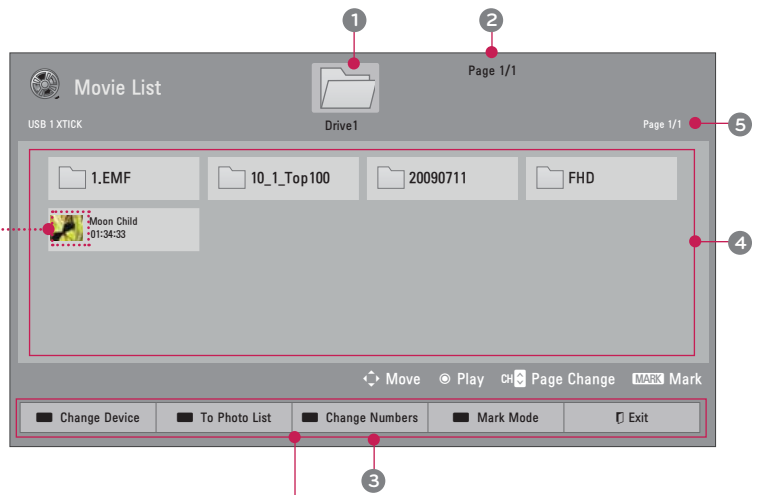 1
2
Page 1/1
Movie List
USB 1 XTICK
Drive1
Page 1/1
5
1.EMF
10_1_Top100
20090711
FHD
Moon Child
01:34:33
4
Move
Play
CH Page Change
MARK Mark
Change Device
To Photo List
Change Numbers
Mark Mode
Exit
3